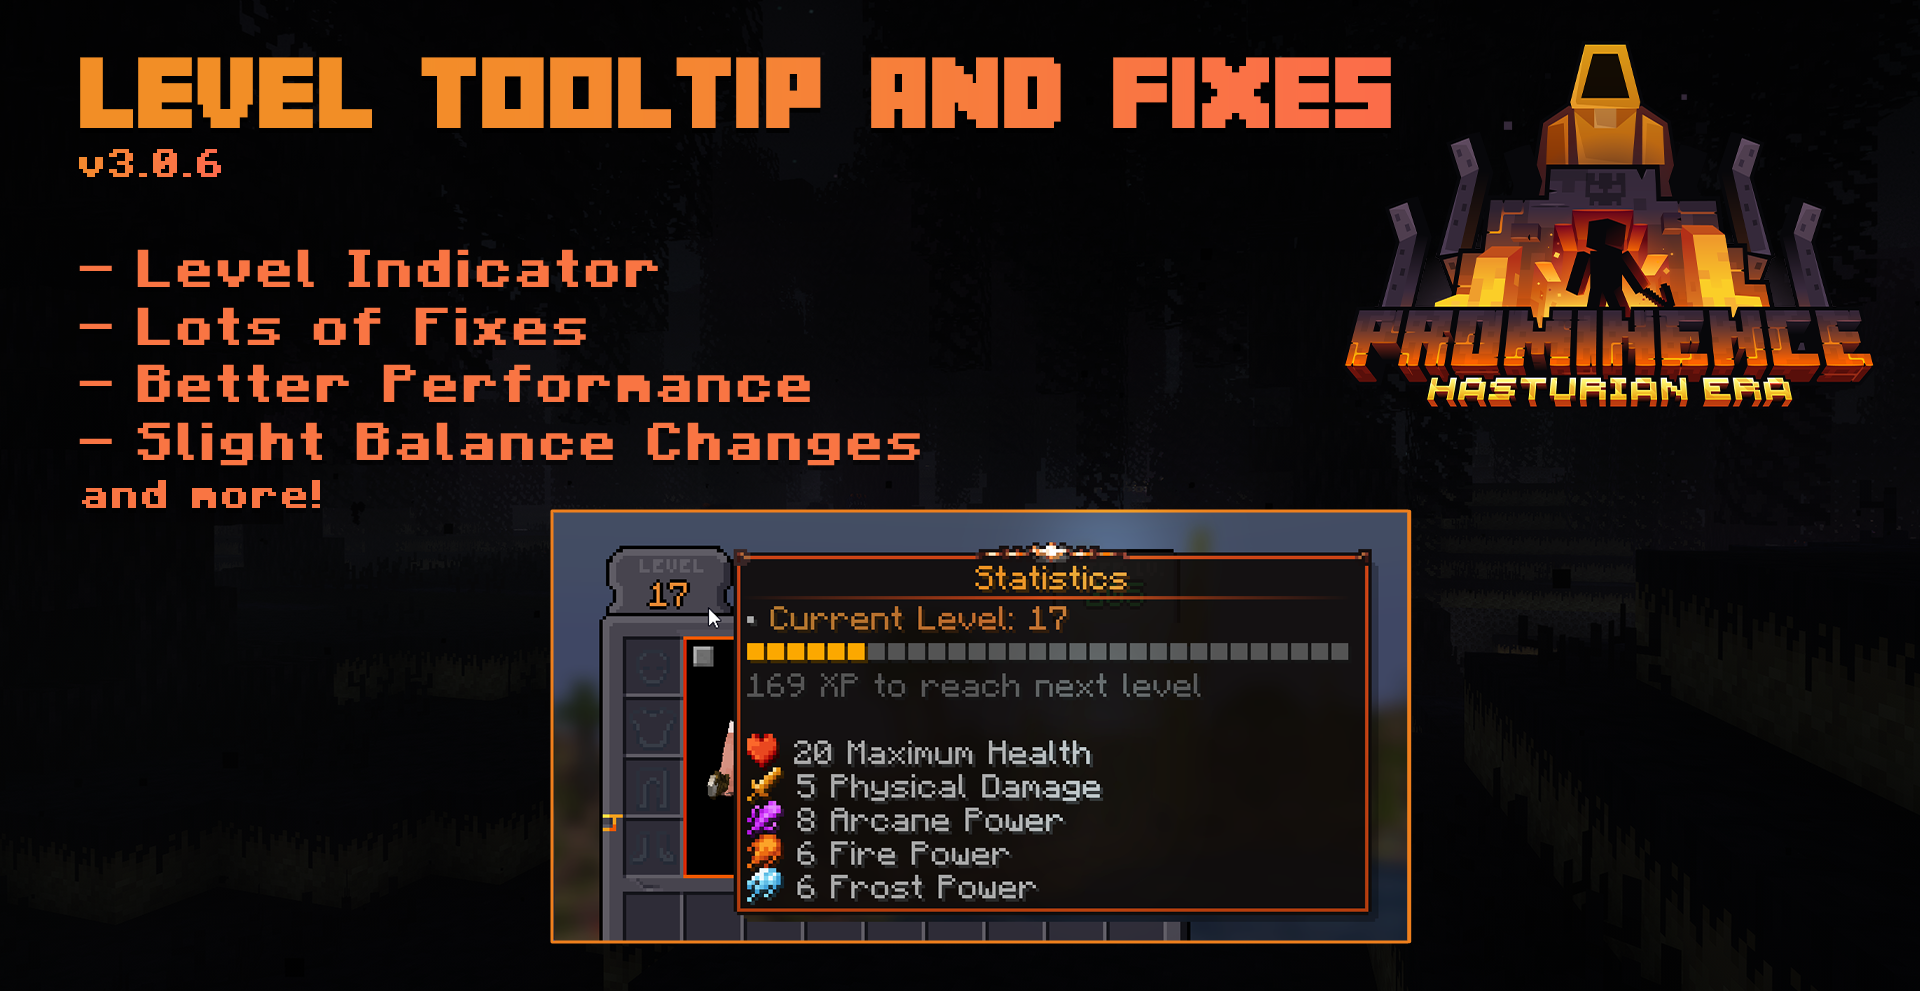 LEVEL TOOLTIP AND FIXES
v3.0.6
- Level Indicator
- Lots of Fixes
- Better Performance
- Slight Balance Changes
and more!
PROMINENCE
HASTURIAN ERA
LEVEL
17
Statistics
Current Level: 17
169 XP to reach next level
20 Maximum Health
5 Physical Damage
8 Arcane Power
6 Fire Power
6 Frost Power